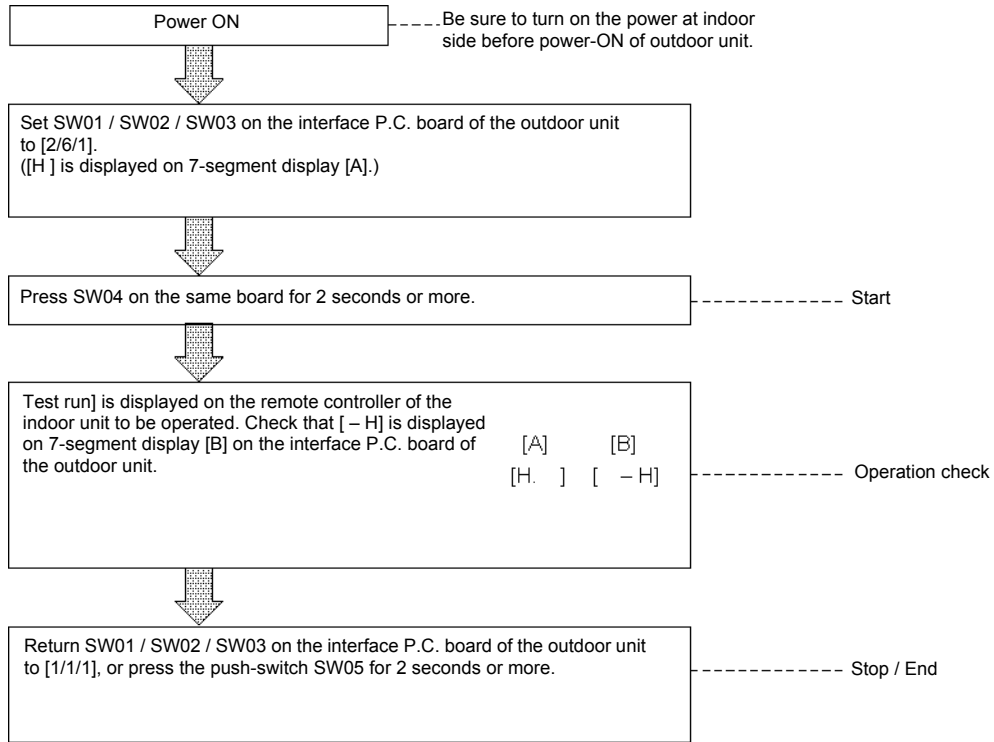 Power ON
Be sure to turn on the power at indoor
side before power-ON of outdoor unit.
Set SW01 / SW02 / SW03 on the interface P.C. board of the outdoor unit
to [2/6/1].
([H ] is displayed on 7-segment display [A].)
Press SW04 on the same board for 2 seconds or more.
Start
Test run] is displayed on the remote controller of the
indoor unit to be operated. Check that [ – H] is displayed
on 7-segment display [B] on the interface P.C. board of
the outdoor unit.
[A] [B]
[H. ] [ – H]
Operation check
Return SW01 / SW02 / SW03 on the interface P.C. board of the outdoor unit
to [1/1/1], or press the push-switch SW05 for 2 seconds or more.
Stop / End